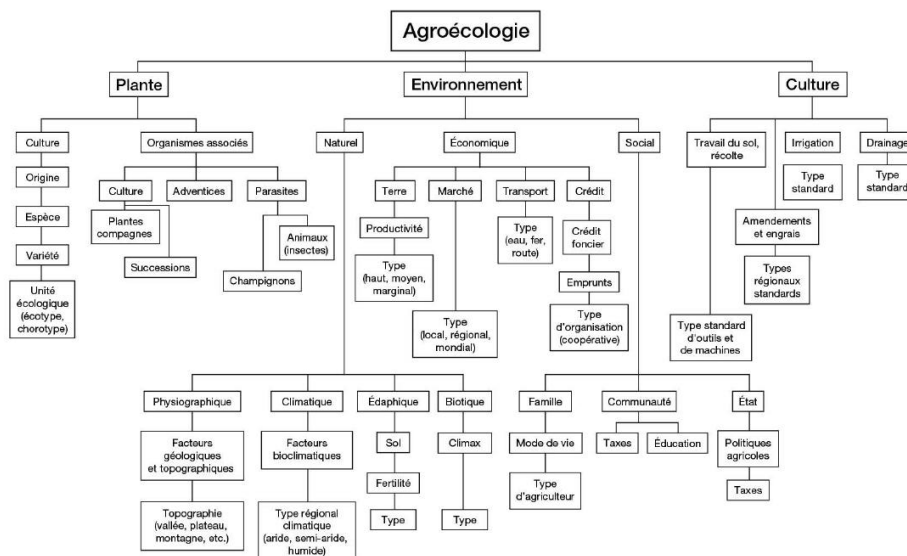 Agroécologie
Plante
Environnement
Culture
Culture
Organismes associés
Naturel
Économique
Social
Travail du sol,
récolte
Irrigation
Drainage
Origine
Culture
Adventices
Parasites
Terre
Marché
Transport
Crédit
Type
standard
Type
standard
Espèce
Plantes
compagnes
Animaux
(insectes)
Productivité
Type
(eau, fer,
route)
Crédit
foncier
Amendements
et engrais
Variété
Successions
Champignons
Type
(haut, moyen,
marginal)
Emprunts
Types
régionaux
standards
Unité
écologique
(écotype,
chorotype)
Type
(local, régional,
mondial)
Type
d'organisation
(coopérative)
Type standard
d'outils et
de machines
Physiographique
Climatique
Édaphique
Biotique
Famille
Communauté
État
Facteurs
géologiques
et topographiques
Facteurs
bioclimatiques
Sol
Climax
Mode de vie
Taxes
Éducation
Politiques
agricoles
Fertilité
Type
d'agriculteur
Taxes
Topographie
(vallée, plateau,
montagne, etc.)
Type régional
climatique
(aride, semi-aride,
humide)
Type
Type